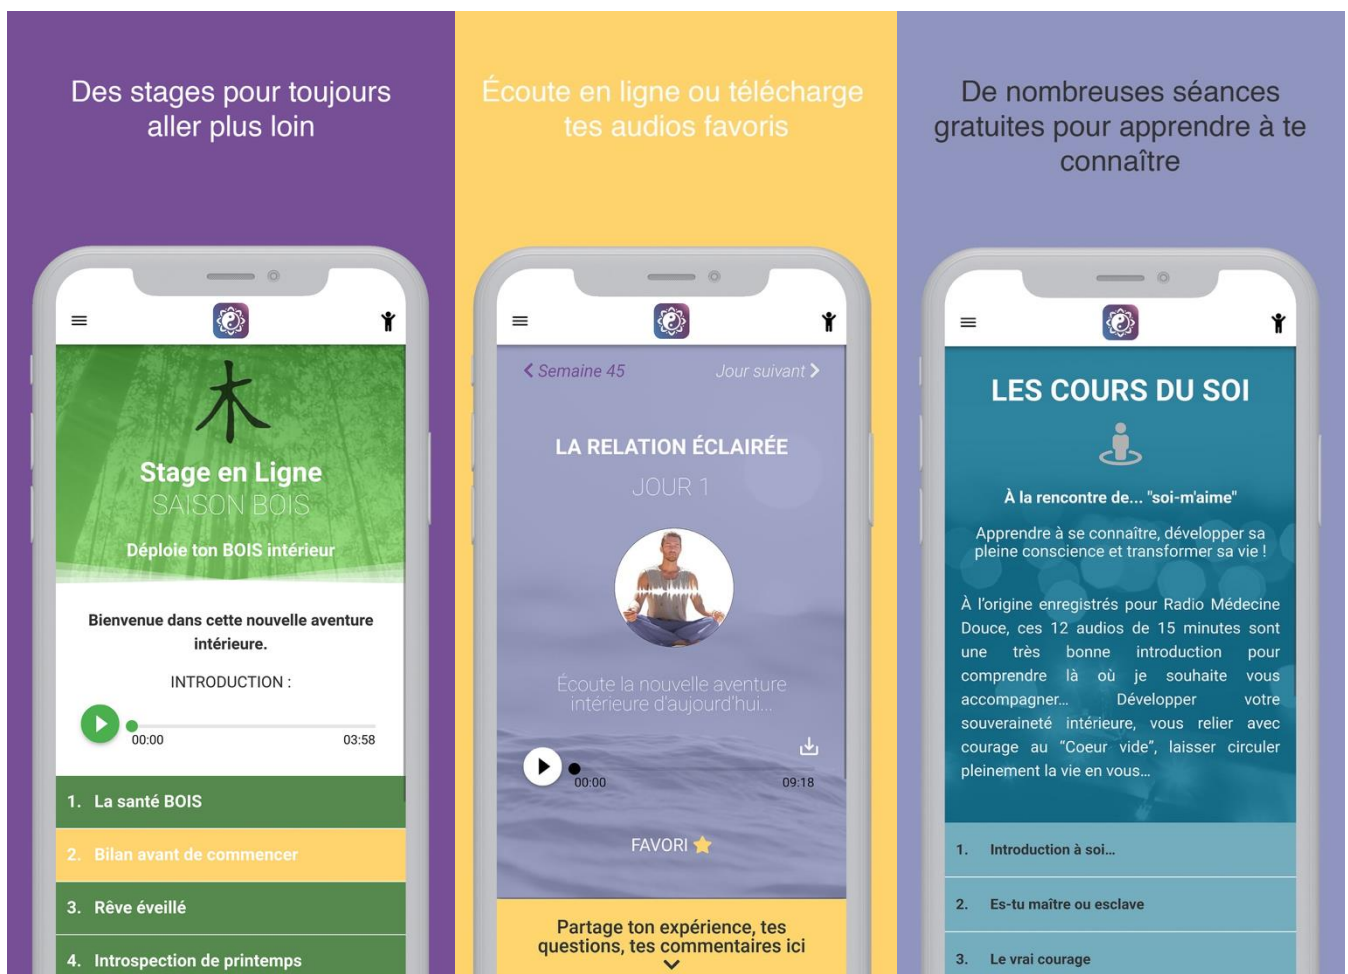 Des stages pour toujours
aller plus loin
木
Stage en Ligne
SAISON BOIS
Déploie ton BOIS intérieur
Bienvenue dans cette nouvelle aventure
intérieure.
INTRODUCTION :
00:00 03:58
1. La santé BOIS
2. Bilan avant de commencer
3. Rêve éveillé
4. Introspection de printemps
Écoute en ligne ou télécharge
tes audios favoris
Semaine 45 Jour suivant
LA RELATION ÉCLAIRÉE
JOUR 1
Écoute la nouvelle aventure
intérieure d'aujourd'hui...
00:00 09:18
FAVORI
Partage ton expérience, tes
questions, tes commentaires ici
De nombreuses séances
gratuites pour apprendre à te
connaître
LES COURS DU SOI
À la rencontre de... "soi-m'aime"
Apprendre à se connaître, développer sa
pleine conscience et transformer sa vie !
À l’origine enregistrés pour Radio Médecine
Douce, ces 12 audios de 15 minutes sont
une très bonne introduction pour
comprendre là où je souhaite vous
accompagner… Développer votre
souveraineté intérieure, vous relier avec
courage au “Coeur vide”, laisser circuler
pleinement la vie en vous…
1. Introduction à soi…
2. Es-tu maître ou esclave
3. Le vrai courage